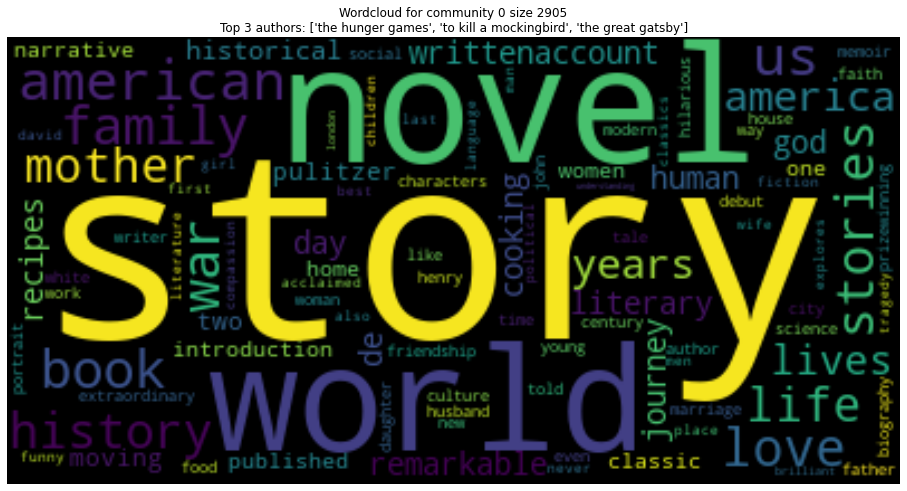 Wordcloud for community 0 size 2905
Top 3 authors: ['the hunger games', 'to kill a mockingbird', 'the great gatsby']
narrative historical social writtenaccount us memoir
american novel america faith
family david girl mother first pulitzer characters best
london children last language man modern hilarious classics house way
god one women human john fiction debut wife
story stories prizewinning tragedy explores
recipes writer white work literature war compassion day home acclaimed woman
two also like henry time cooking political years tale
literary century city science
portrait book introduction de friendship young author men lives
extraordinary world daughter culture husband new told journey marriage place life
history funny moving food published remarkable even never classic love brilliant father biography
understanding